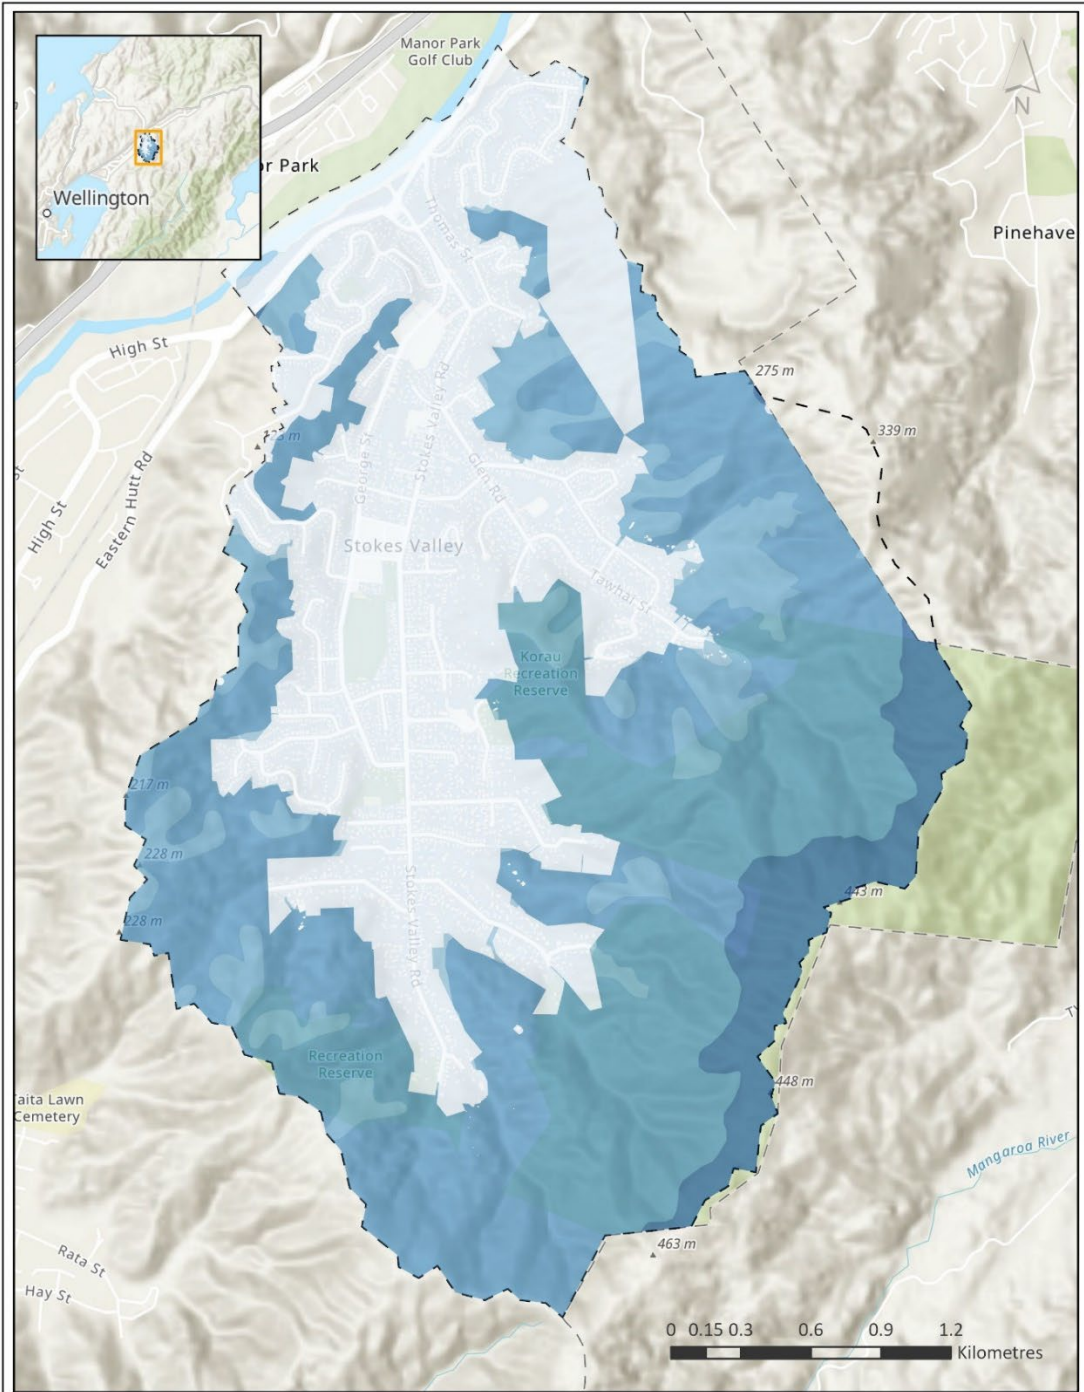 Manor Park
Golf Club
N
or Park
Wellington
Pinehave
Thomas St
High St
275 m
339 m
Stokes Valley Rd
George St
Glen Rd
High St
Eastern Hutt Rd
Stokes Valley
Tawhai St
Korau
Recreation
Reserve
217 m
228 m
443 m
228 m
Stokes Valley Rd
Recreation
Reserve
448 m
aita Lawn
Cemetery
Mangaroa River
463 m
Rata St
Hay St
0 0.15 0.3 0.6 0.9 1.2
Kilometres